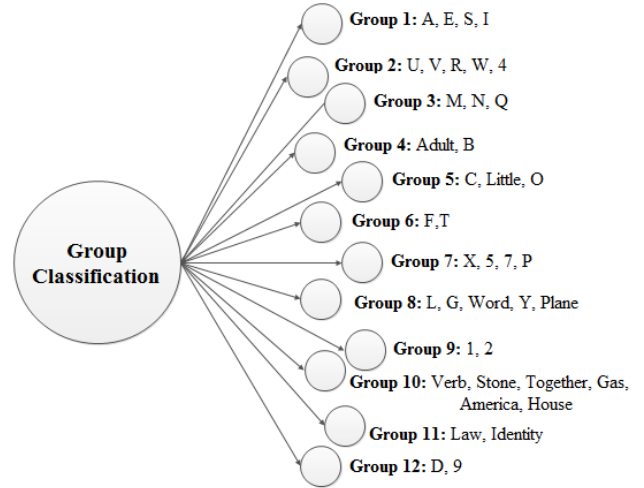 Group 1: A, E, S, I
Group 2: U, V, R, W, 4
Group 3: M, N, Q
Group 4: Adult, B
Group 5: C, Little, O
Group 6: F,T
Group Classification
Group 7: X, 5, 7, P
Group 8: L, G, Word, Y, Plane
Group 9: 1, 2
Group 10: Verb, Stone, Together, Gas,
America, House
Group 11: Law, Identity
Group 12: D, 9